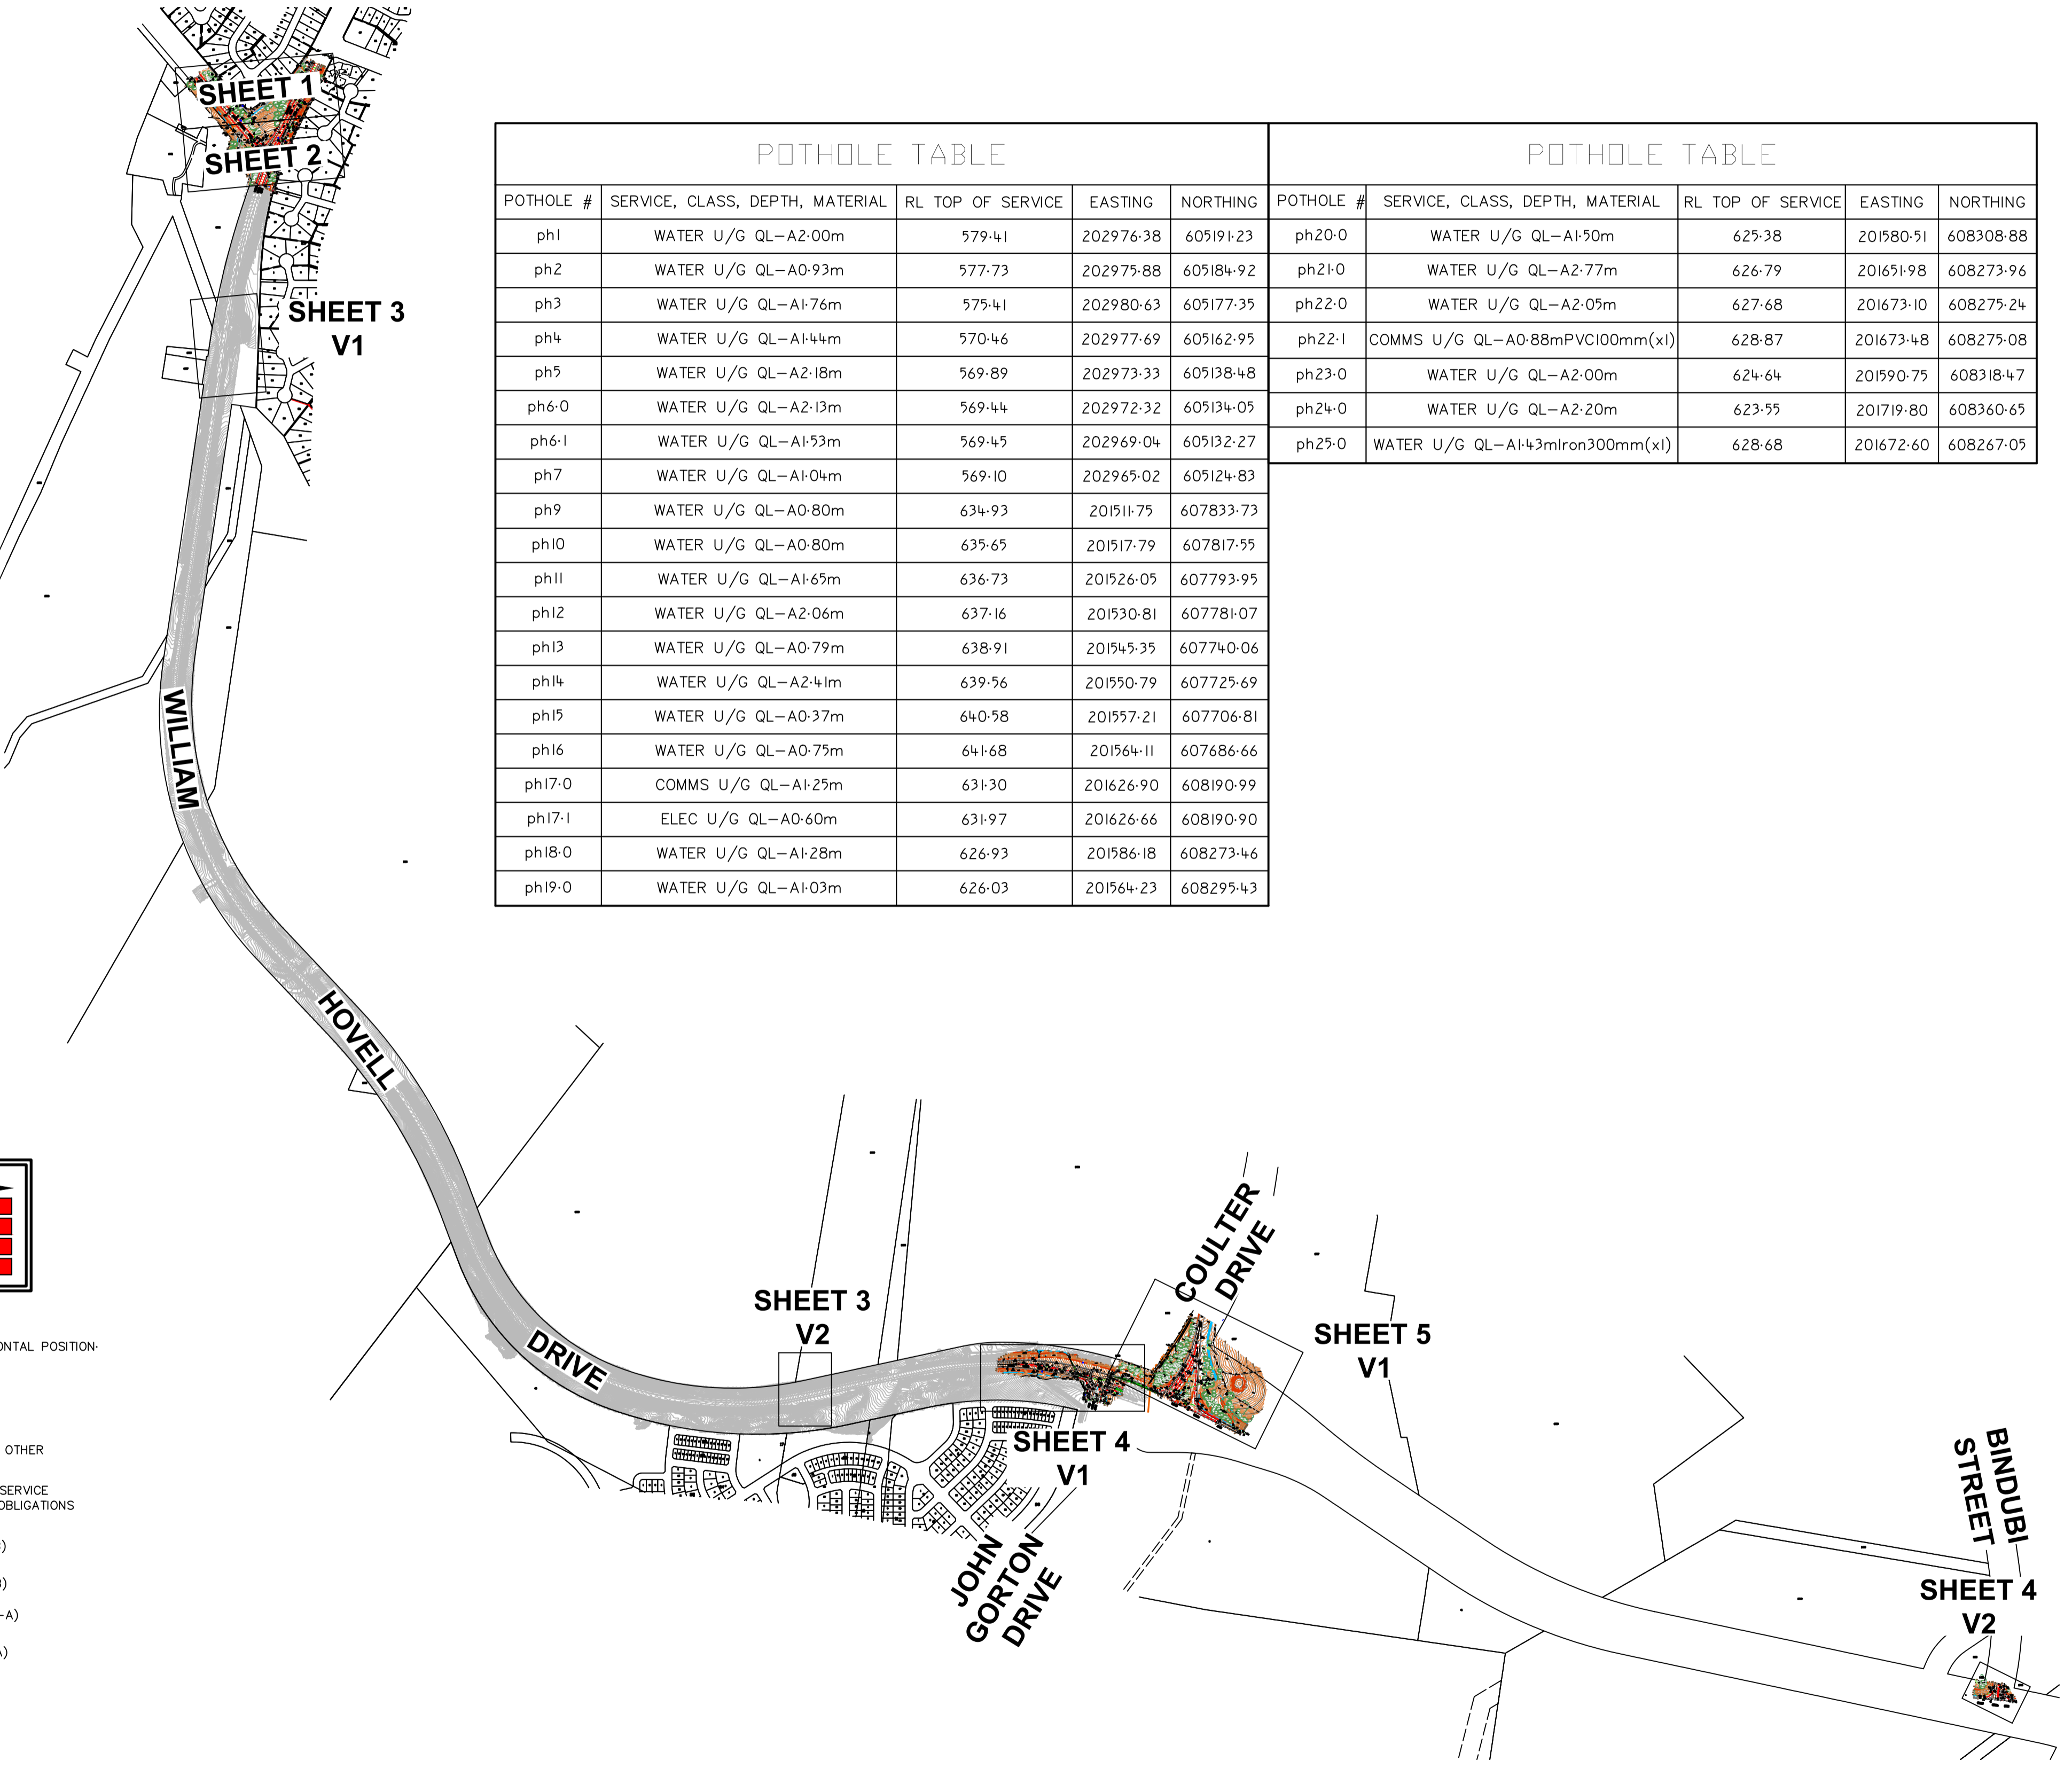 SHEET 1
SHEET 2
SHEET 3
V1
POTHOLE TABLE
POTHOLE # SERVICE, CLASS, DEPTH, MATERIAL RL TOP OF SERVICE EASTING NORTHING
ph1 WATER U/G QL-A2·00m 579·41 202976·38 605191·23
ph2 WATER U/G QL-A0·93m 577·73 202975·88 605184·92
ph3 WATER U/G QL-A1·76m 575·41 202980·63 605177·35
ph4 WATER U/G QL-A1·44m 570·46 202977·69 605162·95
ph5 WATER U/G QL-A2·18m 569·89 202973·33 605138·48
ph6·0 WATER U/G QL-A2·13m 569·44 202972·32 605134·05
ph6·1 WATER U/G QL-A1·53m 569·45 202969·04 605132·27
ph7 WATER U/G QL-A1·04m 569·10 202965·02 605124·83
ph9 WATER U/G QL-A0·80m 634·93 201511·75 607833·73
ph10 WATER U/G QL-A0·80m 635·65 201517·79 607817·55
ph11 WATER U/G QL-A1·65m 636·73 201526·05 607793·95
ph12 WATER U/G QL-A2·06m 637·16 201530·81 607781·07
ph13 WATER U/G QL-A0·79m 638·91 201545·35 607740·06
ph14 WATER U/G QL-A2·41m 639·56 201550·79 607725·69
ph15 WATER U/G QL-A0·37m 640·58 201557·21 607706·81
ph16 WATER U/G QL-A0·75m 641·68 201564·11 607686·66
ph17·0 COMMS U/G QL-A1·25m 631·30 201626·90 608190·99
ph17·1 ELEC U/G QL-A0·60m 631·97 201626·66 608190·90
ph18·0 WATER U/G QL-A1·28m 626·93 201586·18 608273·46
ph19·0 WATER U/G QL-A1·03m 626·03 201564·23 608295·43
POTHOLE TABLE
POTHOLE # SERVICE, CLASS, DEPTH, MATERIAL RL TOP OF SERVICE EASTING NORTHING
ph20·0 WATER U/G QL-A1·50m 625·38 201580·51 608308·88
ph21·0 WATER U/G QL-A2·77m 626·79 201651·98 608273·96
ph22·0 WATER U/G QL-A2·05m 627·68 201673·10 608275·24
ph22·1 COMMS U/G QL-A0·88mPVC100mm(x1) 628·87 201673·48 608275·08
ph23·0 WATER U/G QL-A2·00m 624·64 201590·75 608318·47
ph24·0 WATER U/G QL-A2·20m 623·55 201719·80 608360·65
ph25·0 WATER U/G QL-A1·43mIron300mm(x1) 628·68 201672·60 608267·05
WILLIAM
HOVELL
DRIVE
ONTAL POSITION·
OTHER
SERVICE
OBLIGATIONS
-A)
SHEET 3
V2
COULTER
DRIVE
SHEET 5
V1
SHEET 4
V1
JOHN
GORTON
DRIVE
BINDUBI
STREET
SHEET 4
V2